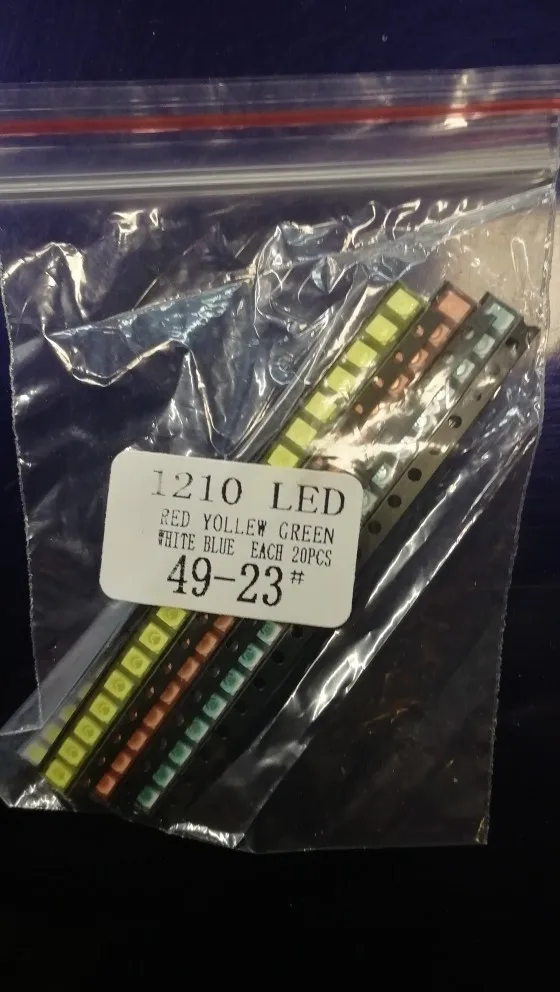 1210 LED
RED YOLLEW GREEN
WHITE BLUE EACH 20PCS
49-23#